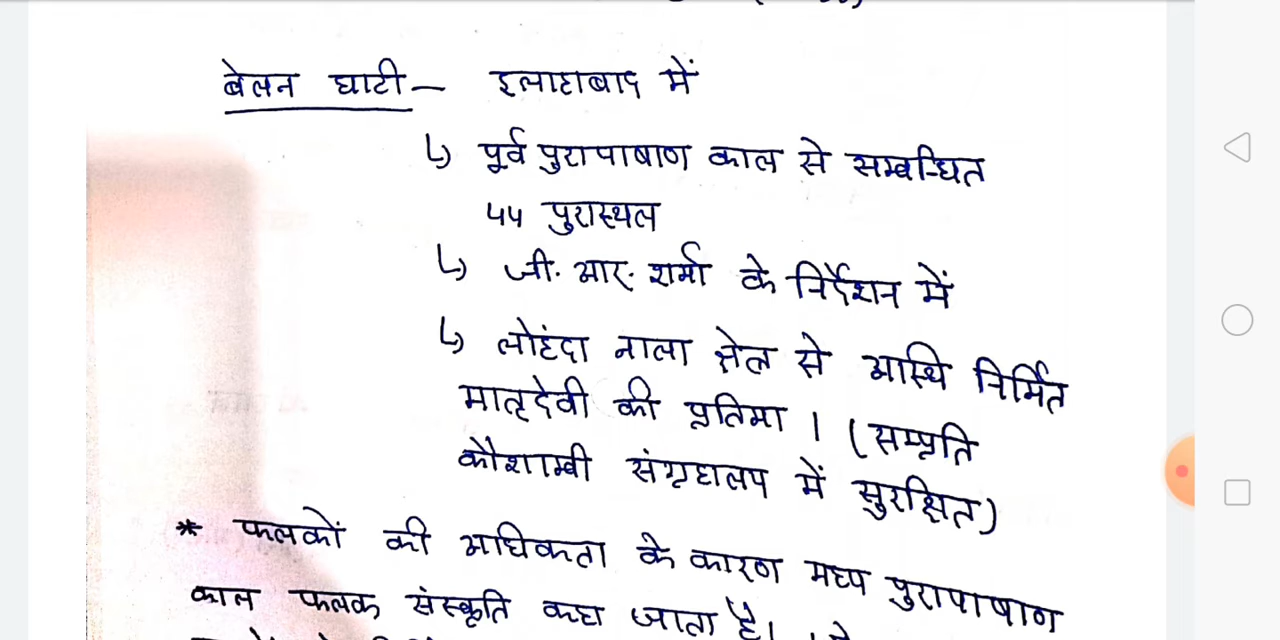 बेलन घाटी — इलाहाबाद में
↳ पूर्व पुरापाषाण काल से सम्बन्धित
५५ पुरास्थल
↳ जी. आर. शर्मा के निर्देशन में
↳ लोहंदा नाला क्षेत्र से अस्थि निर्मित
मातृदेवी की प्रतिमा । (सम्प्रति
कौशाम्बी संग्रहालय में सुरक्षित)
* फलकों की अधिकता के कारण मध्य पुरापाषाण
काल फलक संस्कृति कहा जाता है।